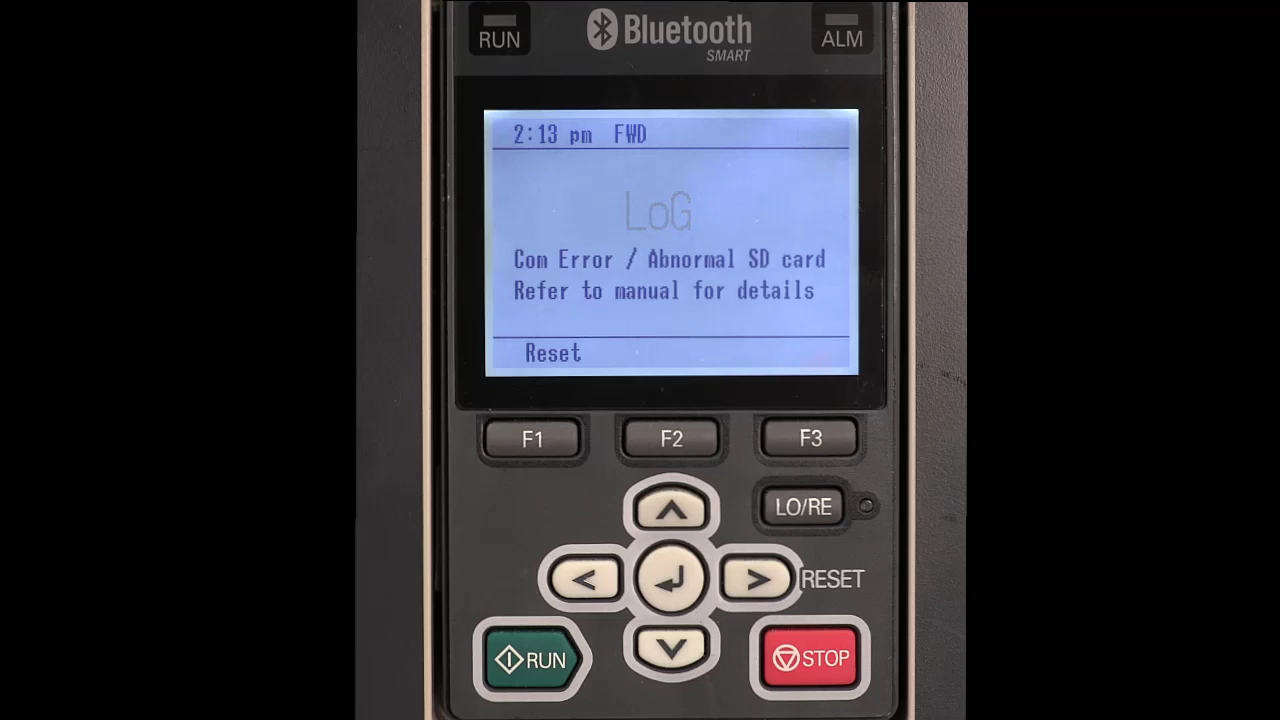 RUN
Bluetooth
SMART
ALM
2:13 pm FWD
LoG
Com Error / Abnormal SD card
Refer to manual for details
Reset
F1 F2 F3
LO/RE
RESET
RUN
STOP